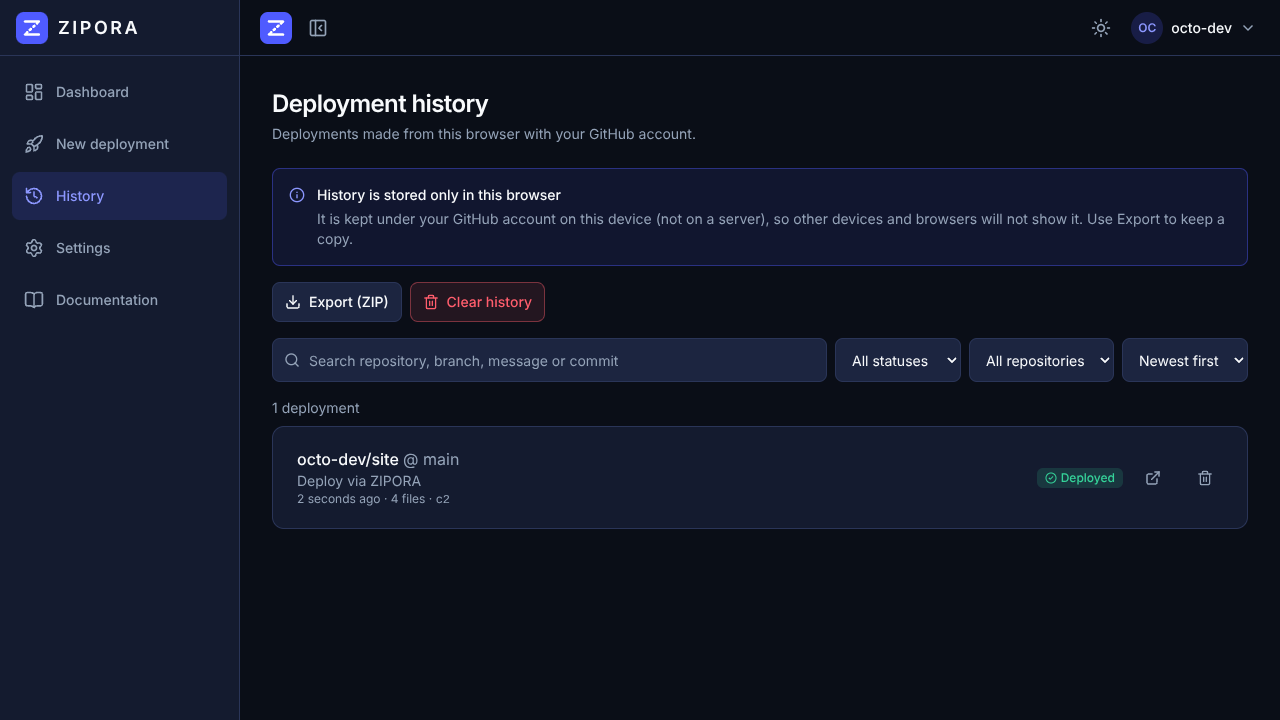 ZIPORA
OC
octo-dev
Dashboard
New deployment
History
Settings
Documentation
Deployment history
Deployments made from this browser with your GitHub account.
History is stored only in this browser
It is kept under your GitHub account on this device (not on a server), so other devices and browsers will not show it. Use Export to keep a
copy.
Export (ZIP)
Clear history
Search repository, branch, message or commit
All statuses
All repositories
Newest first
1 deployment
octo-dev/site @ main
Deploy via ZIPORA
2 seconds ago · 4 files · c2
Deployed